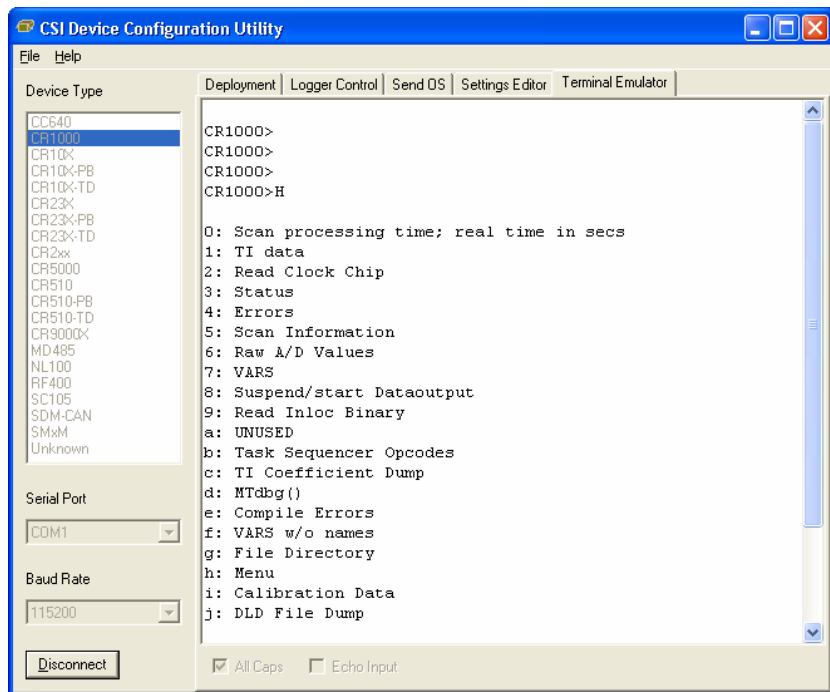 CSI Device Configuration Utility
File Help
Device Type
CC640
CR1000
CR10X
CR10X-PB
CR10X-TD
CR23X
CR23X-PB
CR23X-TD
CR2xx
CR5000
CR510
CR510-PB
CR510-TD
CR9000X
MD485
NL100
RF400
SC105
SDM-CAN
SMxM
Unknown
Serial Port
COM1
Baud Rate
115200
Disconnect
Deployment Logger Control Send OS Settings Editor Terminal Emulator
CR1000>
CR1000>
CR1000>
CR1000>H
0: Scan processing time; real time in secs
1: TI data
2: Read Clock Chip
3: Status
4: Errors
5: Scan Information
6: Raw A/D Values
7: VARS
8: Suspend/start Dataoutput
9: Read Inloc Binary
a: UNUSED
b: Task Sequencer Opcodes
c: TI Coefficient Dump
d: MTdbg()
e: Compile Errors
f: VARS w/o names
g: File Directory
h: Menu
i: Calibration Data
j: DLD File Dump
All Caps Echo Input